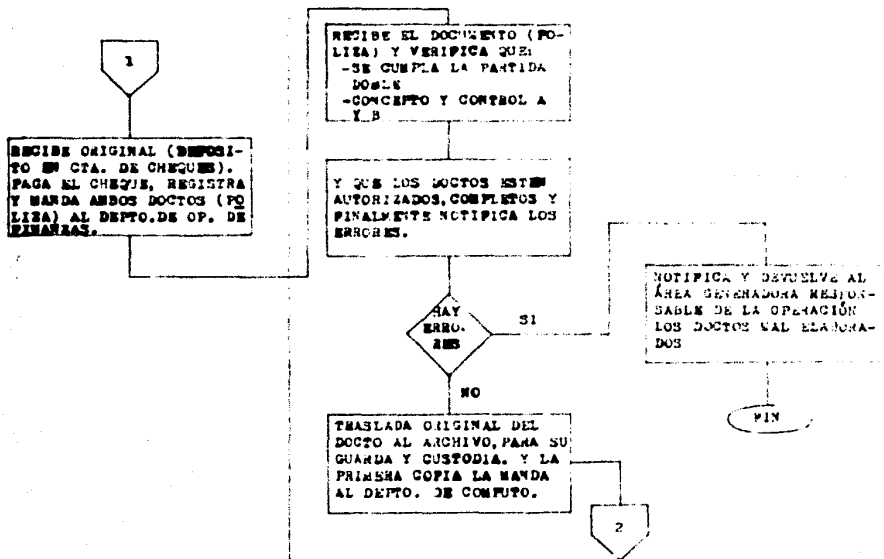 1
RECIBE ORIGINAL (DEPOSI-
TO EN CTA. DE CHEQUES).
PAGA EL CHEQUE, REGISTRA
Y MANDA AMBOS DOCTOS (PO
LIZA) AL DEPTO.DE OP. DE
FINANZAS.
RECIBE EL DOCUMENTO (PO-
LIZA) Y VERIFICA QUE:
-SE CUMPLA LA PARTIDA
DOBLE
-CONCEPTO Y CONTROL A
Y B
Y QUE LOS DOCTOS ESTEN
AUTORIZADOS, COMPLETOS Y
FINALMENTE NOTIFICA LOS
ERRORES.
HAY
ERRO-
RES
SI
NOTIFICA Y DEVUELVE AL
ÁREA GENERADORA RESPON-
SABLE DE LA OPERACIÓN
LOS DOCTOS MAL ELABORA-
DOS
FIN
NO
TRASLADA ORIGINAL DEL
DOCTO AL ARCHIVO, PARA SU
GUARDA Y CUSTODIA. Y LA
PRIMERA COPIA LA MANDA
AL DEPTO. DE COMPUTO.
2